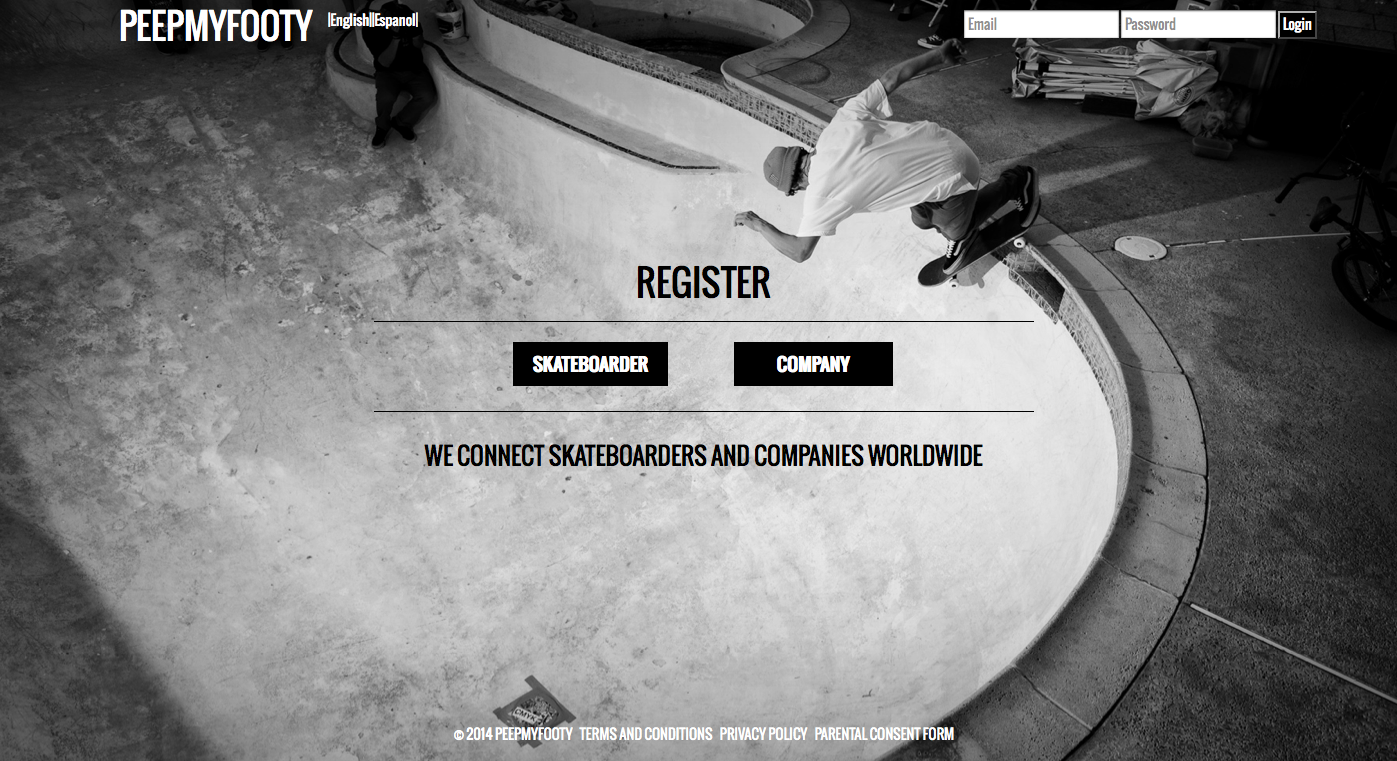 PEEPMYFOOTY |English||Espanol| Email Password Login
REGISTER
SKATEBOARDER COMPANY
WE CONNECT SKATEBOARDERS AND COMPANIES WORLDWIDE
CMYK
© 2014 PEEPMYFOOTY TERMS AND CONDITIONS PRIVACY POLICY PARENTAL CONSENT FORM